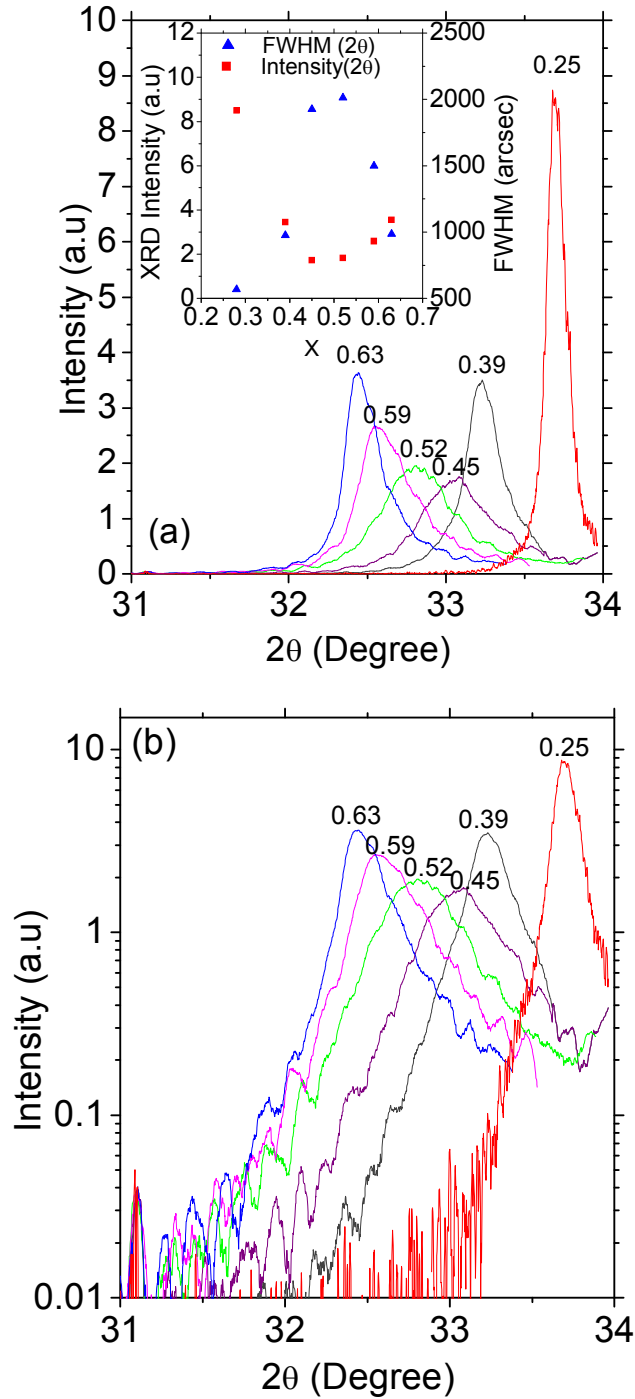 12
10
8
6
4
2
0
XRD Intensity (a.u)
FWHM (2θ)
Intensity(2θ)
2500
2000
1500
1000
500
FWHM (arcsec)
0.2 0.3 0.4 0.5 0.6 0.7
X
10
9
8
7
6
5
4
3
2
1
0
Intensity (a.u)
0.25
0.63
0.59
0.52
0.45
0.39
(a)
31 32 33 34
2θ (Degree)
(b)
10
1
0.1
0.01
Intensity (a.u)
0.63
0.59
0.52
0.45
0.39
0.25
31 32 33 34
2θ (Degree)